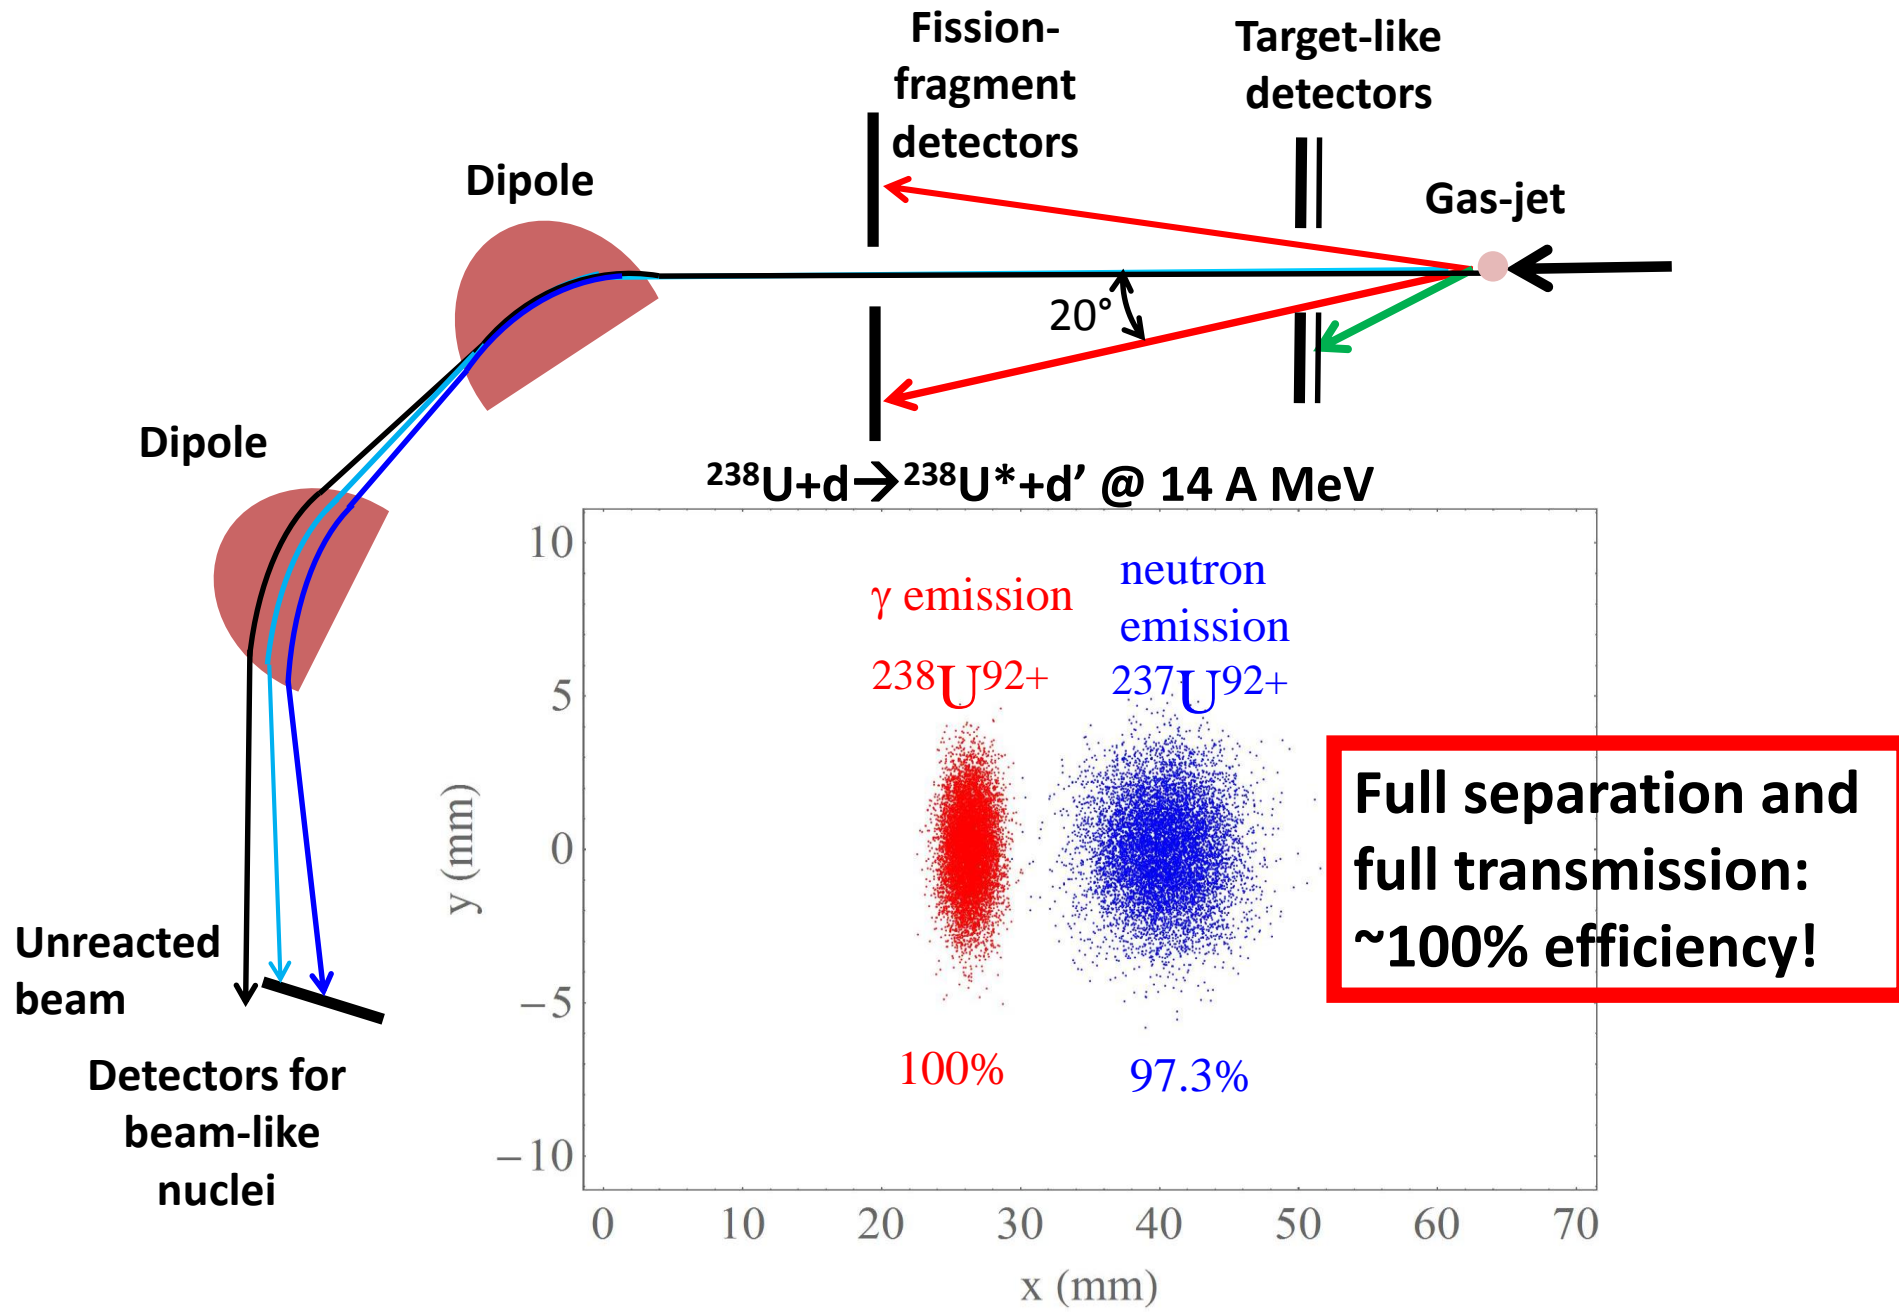 Fission-
fragment
detectors
Target-like
detectors
Dipole
Gas-jet
20°
Dipole
²³⁸U+d→²³⁸U*+d’ @ 14 A MeV
10
5
0
−5
−10
y (mm)
γ emission
²³⁸U⁹²⁺
neutron
emission
²³⁷U⁹²⁺
Full separation and
full transmission:
~100% efficiency!
100%
97.3%
Unreacted
beam
Detectors for
beam-like
nuclei
0 10 20 30 40 50 60 70
x (mm)